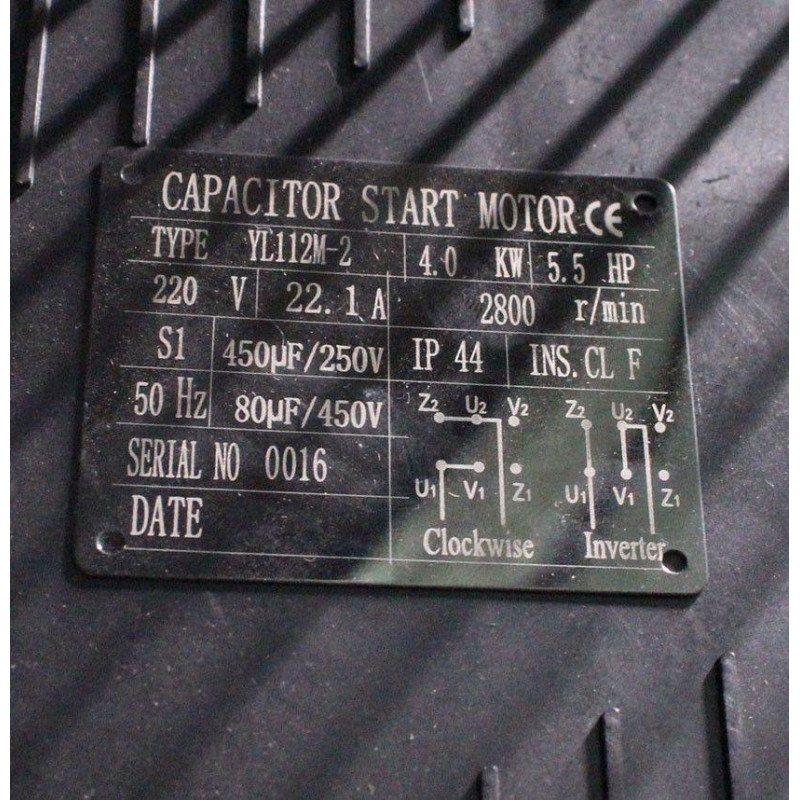 CAPACITOR START MOTOR CE
TYPE YL112M-2 4.0 KW 5.5 HP
220 V 22.1 A 2800 r/min
S1 450µF/250V IP 44 INS.CL F
50 Hz 80µF/450V
Z2 U2 V2 Z2 U2 V2
SERIAL NO 0016
U1 V1 Z1 U1 V1 Z1
DATE
Clockwise Inverter